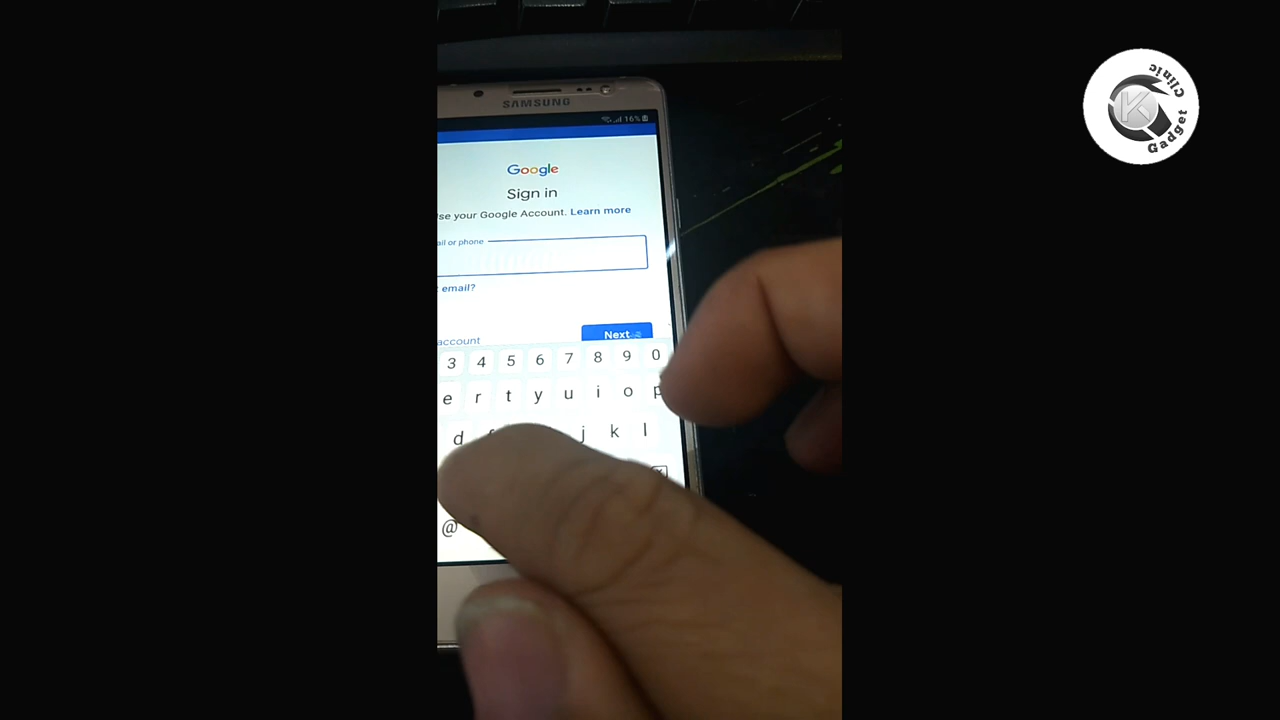 SAMSUNG
16%
Google
Sign in
se your Google Account. Learn more
ail or phone
email?
account
Next
3 4 5 6 7 8 9 0
e r t y u i o p
d f j k l
@
Gadget Clinic
K